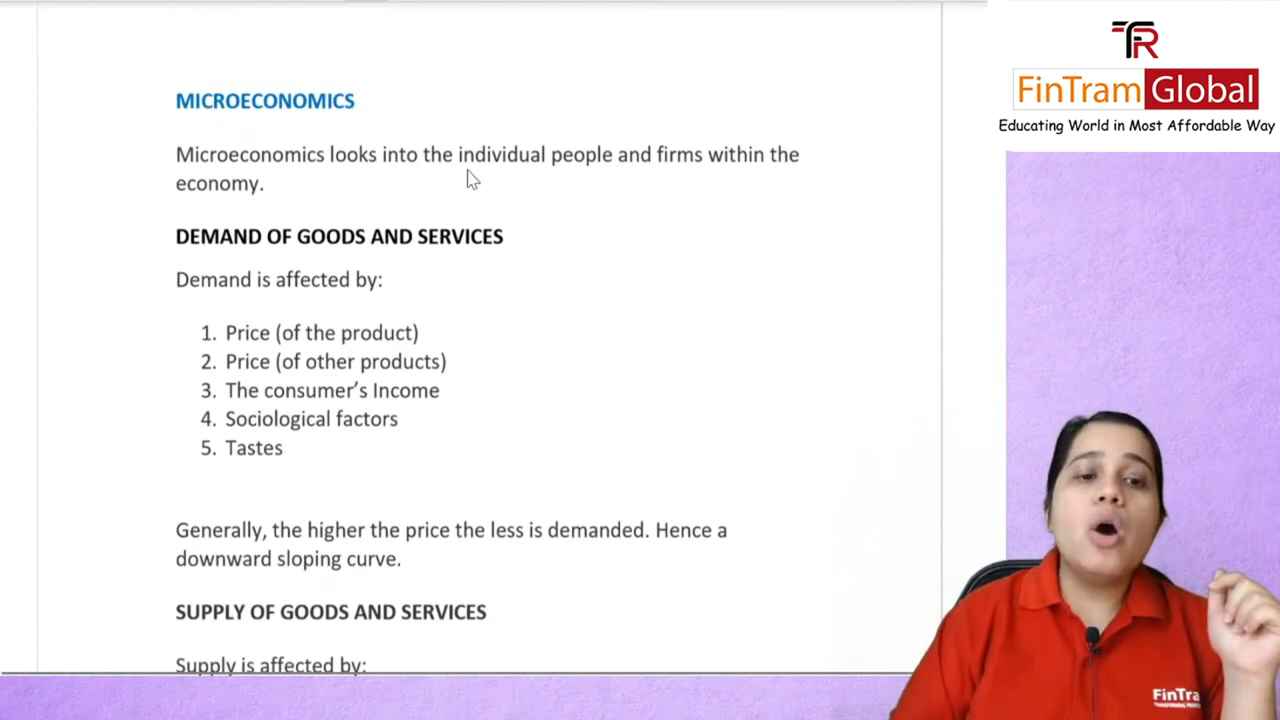 MICROECONOMICS
Microeconomics looks into the individual people and firms within the
economy.
DEMAND OF GOODS AND SERVICES
Demand is affected by:
1. Price (of the product)
2. Price (of other products)
3. The consumer's Income
4. Sociological factors
5. Tastes
Generally, the higher the price the less is demanded. Hence a
downward sloping curve.
SUPPLY OF GOODS AND SERVICES
Supply is affected by:
FinTram Global
Educating World in Most Affordable Way
FinTra